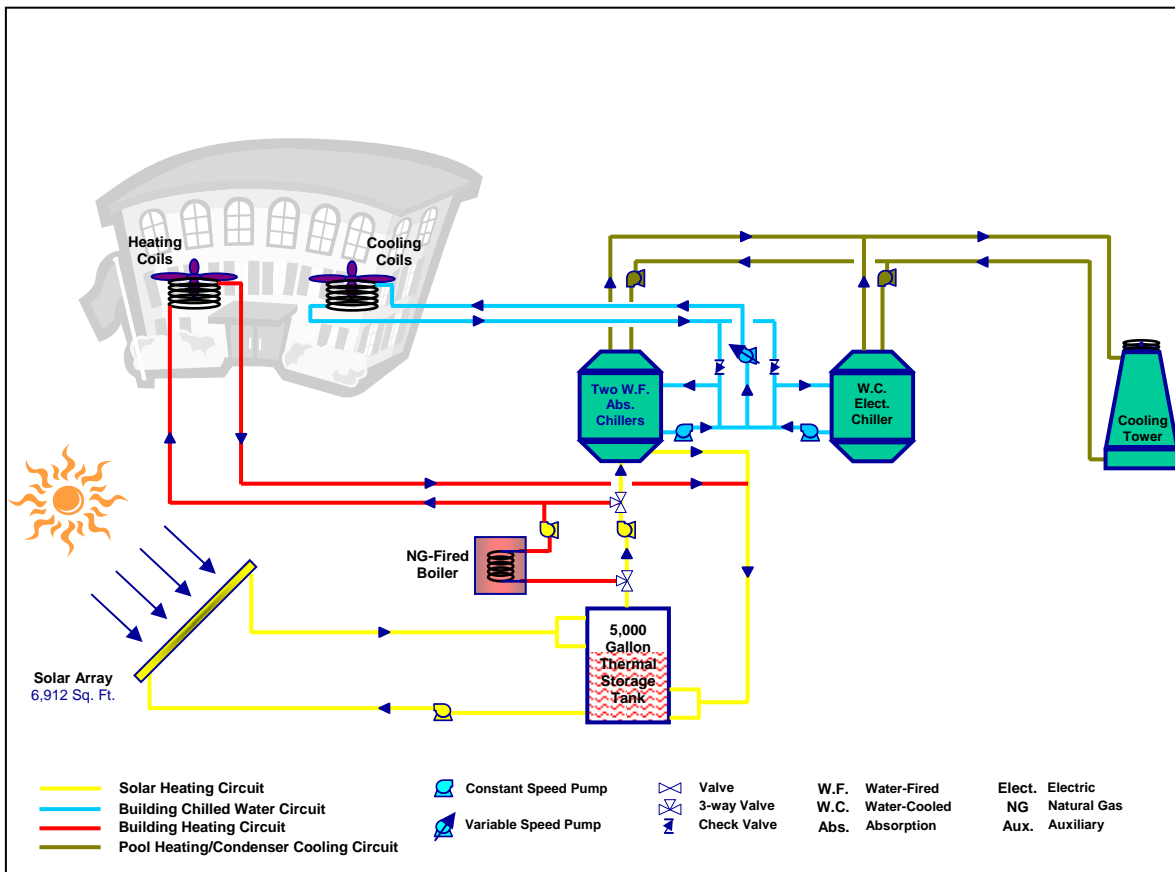 Heating
Coils
Cooling
Coils
Two W.F.
Abs.
Chillers
W.C.
Elect.
Chiller
Cooling
Tower
NG-Fired
Boiler
5,000
Gallon
Thermal
Storage
Tank
Solar Array
6,912 Sq. Ft.
Solar Heating Circuit
Building Chilled Water Circuit
Building Heating Circuit
Pool Heating/Condenser Cooling Circuit
Constant Speed Pump
Variable Speed Pump
Valve
3-way Valve
Check Valve
W.F. Water-Fired
W.C. Water-Cooled
Abs. Absorption
Elect. Electric
NG Natural Gas
Aux. Auxiliary